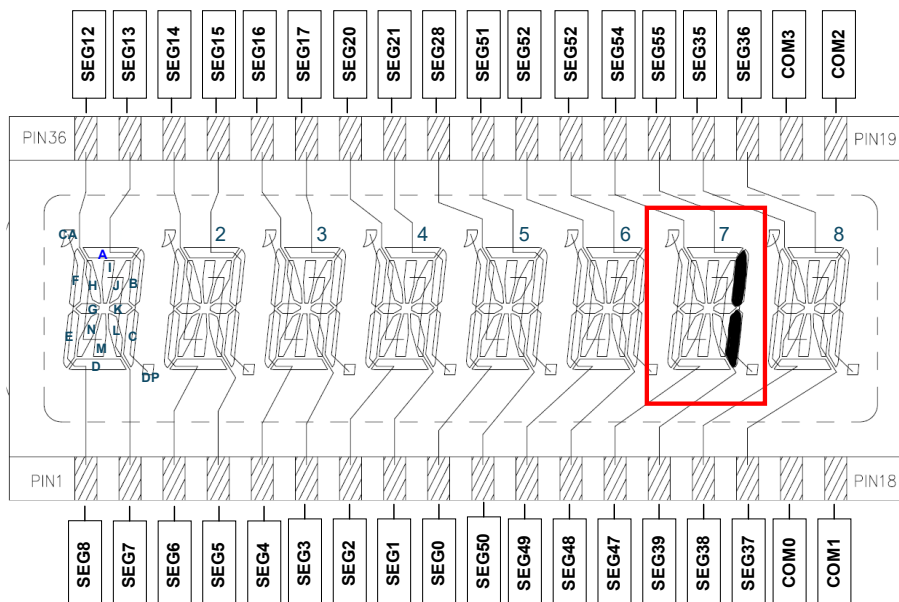 SEG12 SEG13 SEG14 SEG15 SEG16 SEG17 SEG20 SEG21 SEG28 SEG51 SEG52 SEG52 SEG54 SEG55 SEG35 SEG36 COM3 COM2
PIN36 PIN19
CA 2 3 4 5 6 7 8
A
I
F H J B
G K
E N L C
M
D
DP
PIN1 PIN18
SEG8 SEG7 SEG6 SEG5 SEG4 SEG3 SEG2 SEG1 SEG0 SEG50 SEG49 SEG48 SEG47 SEG39 SEG38 SEG37 COM0 COM1